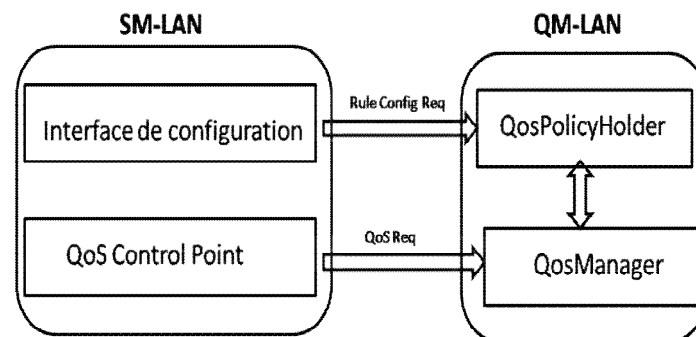 SM-LAN
QM-LAN
Interface de configuration
Rule Config Req
QosPolicyHolder
QoS Control Point
QoS Req
QosManager